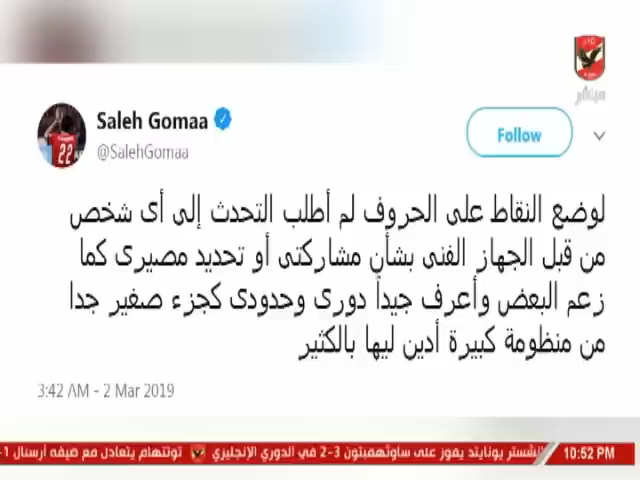 مباشر
Saleh Gomaa
@SalehGomaa
Follow
22
لوضع النقاط على الحروف لم أطلب التحدث إلى أى شخص
من قبل الجهاز الفنى بشأن مشاركتى أو تحديد مصيرى كما
زعم البعض وأعرف جيداً دورى وحدودى كجزء صغير جدا
من منظومة كبيرة أدين ليها بالكثير
3:42 AM - 2 Mar 2019
يونايتد يفوز على ساوثهمبتون 3-2 في الدوري الإنجليزي توتنهام يتعادل مع ضيفه أرسنال 1-
10:52 PM